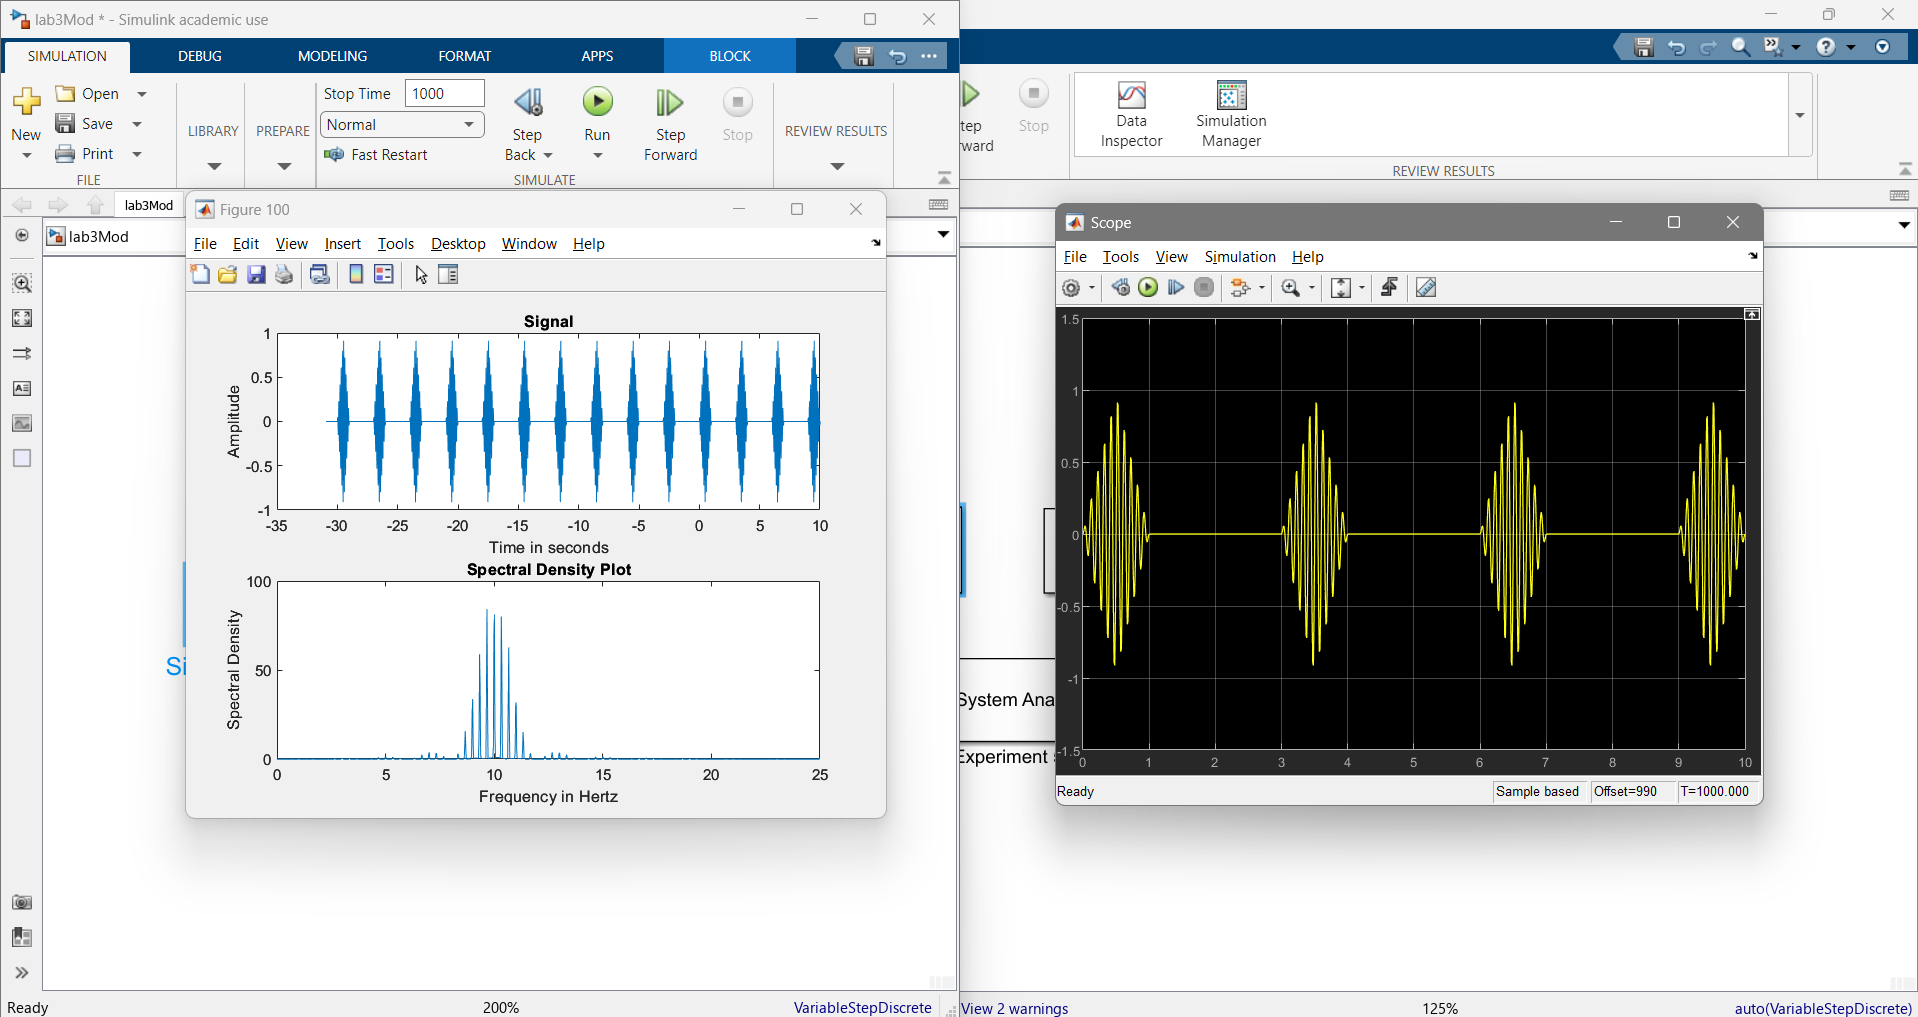 lab3Mod * - Simulink academic use
SIMULATION DEBUG MODELING FORMAT APPS BLOCK
New
Open
Save
Print
FILE
LIBRARY
PREPARE
Stop Time 1000
Normal
Fast Restart
Step Back
Run
Step Forward
Stop
SIMULATE
REVIEW RESULTS
tep
ward
Stop
Data Inspector
Simulation Manager
REVIEW RESULTS
lab3Mod
lab3Mod
Figure 100
File Edit View Insert Tools Desktop Window Help
Signal
1
0.5
0
-0.5
-1
Amplitude
-35 -30 -25 -20 -15 -10 -5 0 5 10
Time in seconds
Spectral Density Plot
100
50
0
Spectral Density
0 5 10 15 20 25
Frequency in Hertz
Si
System Ana
Experiment
Scope
File Tools View Simulation Help
1.5
1
0.5
0
-0.5
-1
-1.5
0 1 2 3 4 5 6 7 8 9 10
Ready Sample based Offset=990 T=1000.000
Ready 200% VariableStepDiscrete
View 2 warnings 125% auto(VariableStepDiscrete)